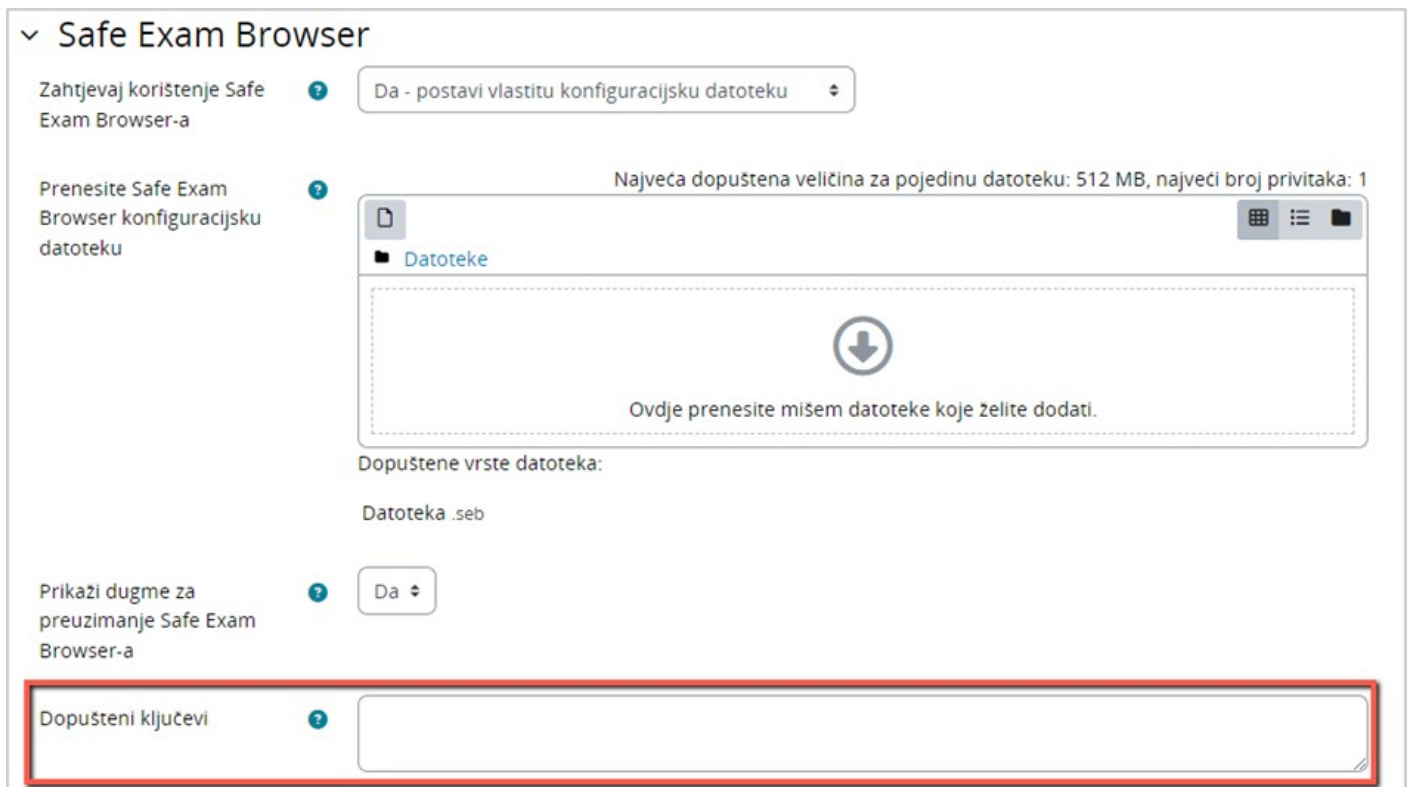 Safe Exam Browser
Zahtjevaj korištenje Safe
Exam Browser-a
Da - postavi vlastitu konfiguracijsku datoteku
Prenesite Safe Exam
Browser konfiguracijsku
datoteku
Najveća dopuštena veličina za pojedinu datoteku: 512 MB, najveći broj privitaka: 1
Datoteke
Ovdje prenesite mišem datoteke koje želite dodati.
Dopuštene vrste datoteka:
Datoteka .seb
Prikaži dugme za
preuzimanje Safe Exam
Browser-a
Da
Dopušteni ključevi